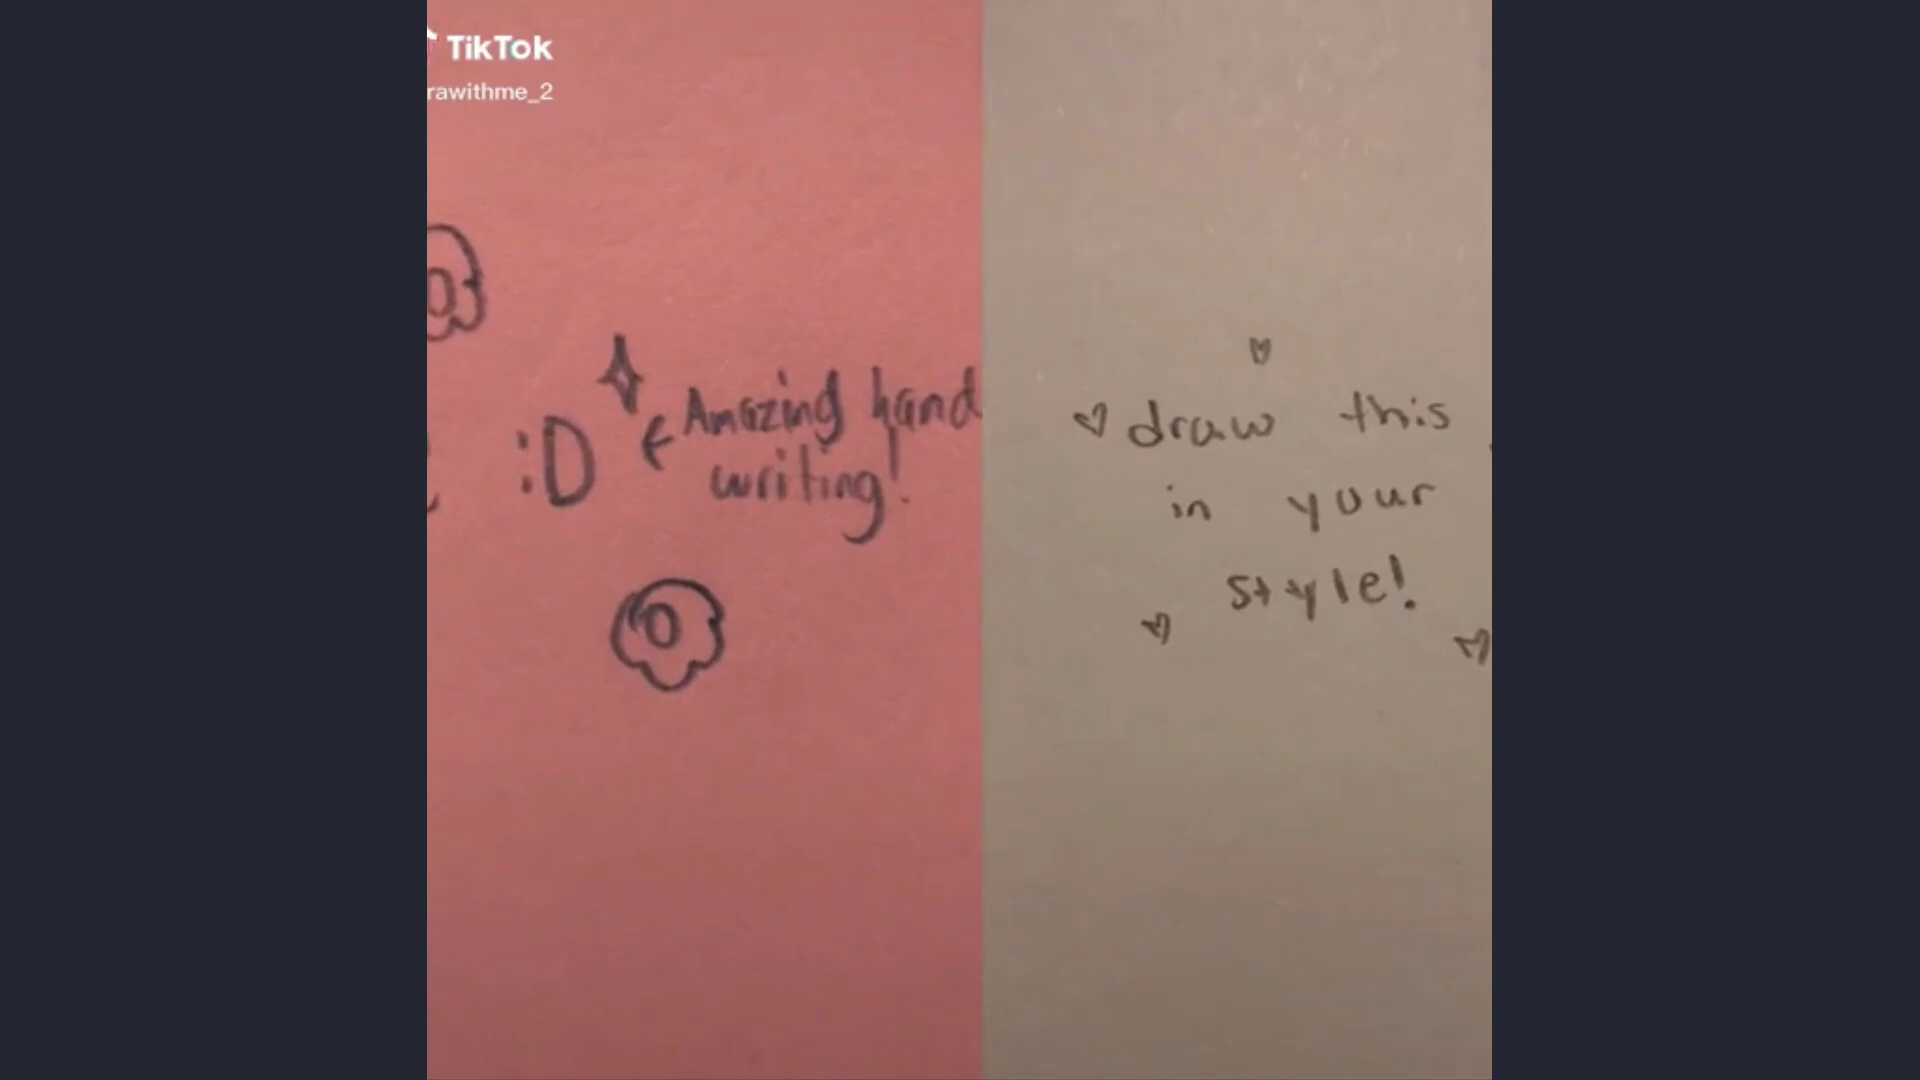 TikTok
rawithme_2
:D
Amazing hand
writing!
draw this
in your
style!